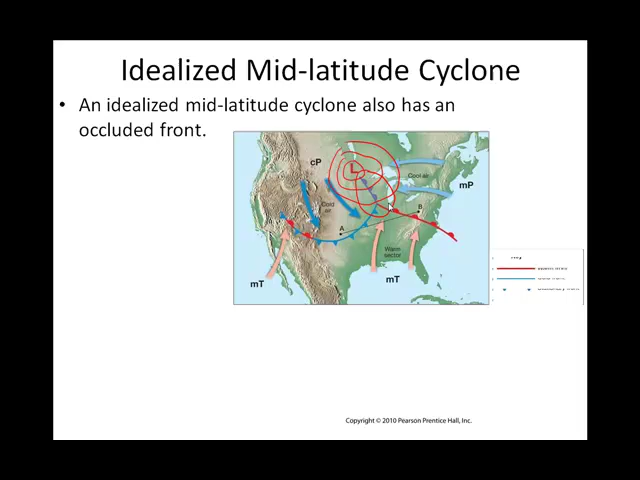 Idealized Mid-latitude Cyclone
• An idealized mid-latitude cyclone also has an
occluded front.
cP
L
Cool air
mP
Cold
air
B
A
Warm
sector
mT
mT
Copyright © 2010 Pearson Prentice Hall, Inc.